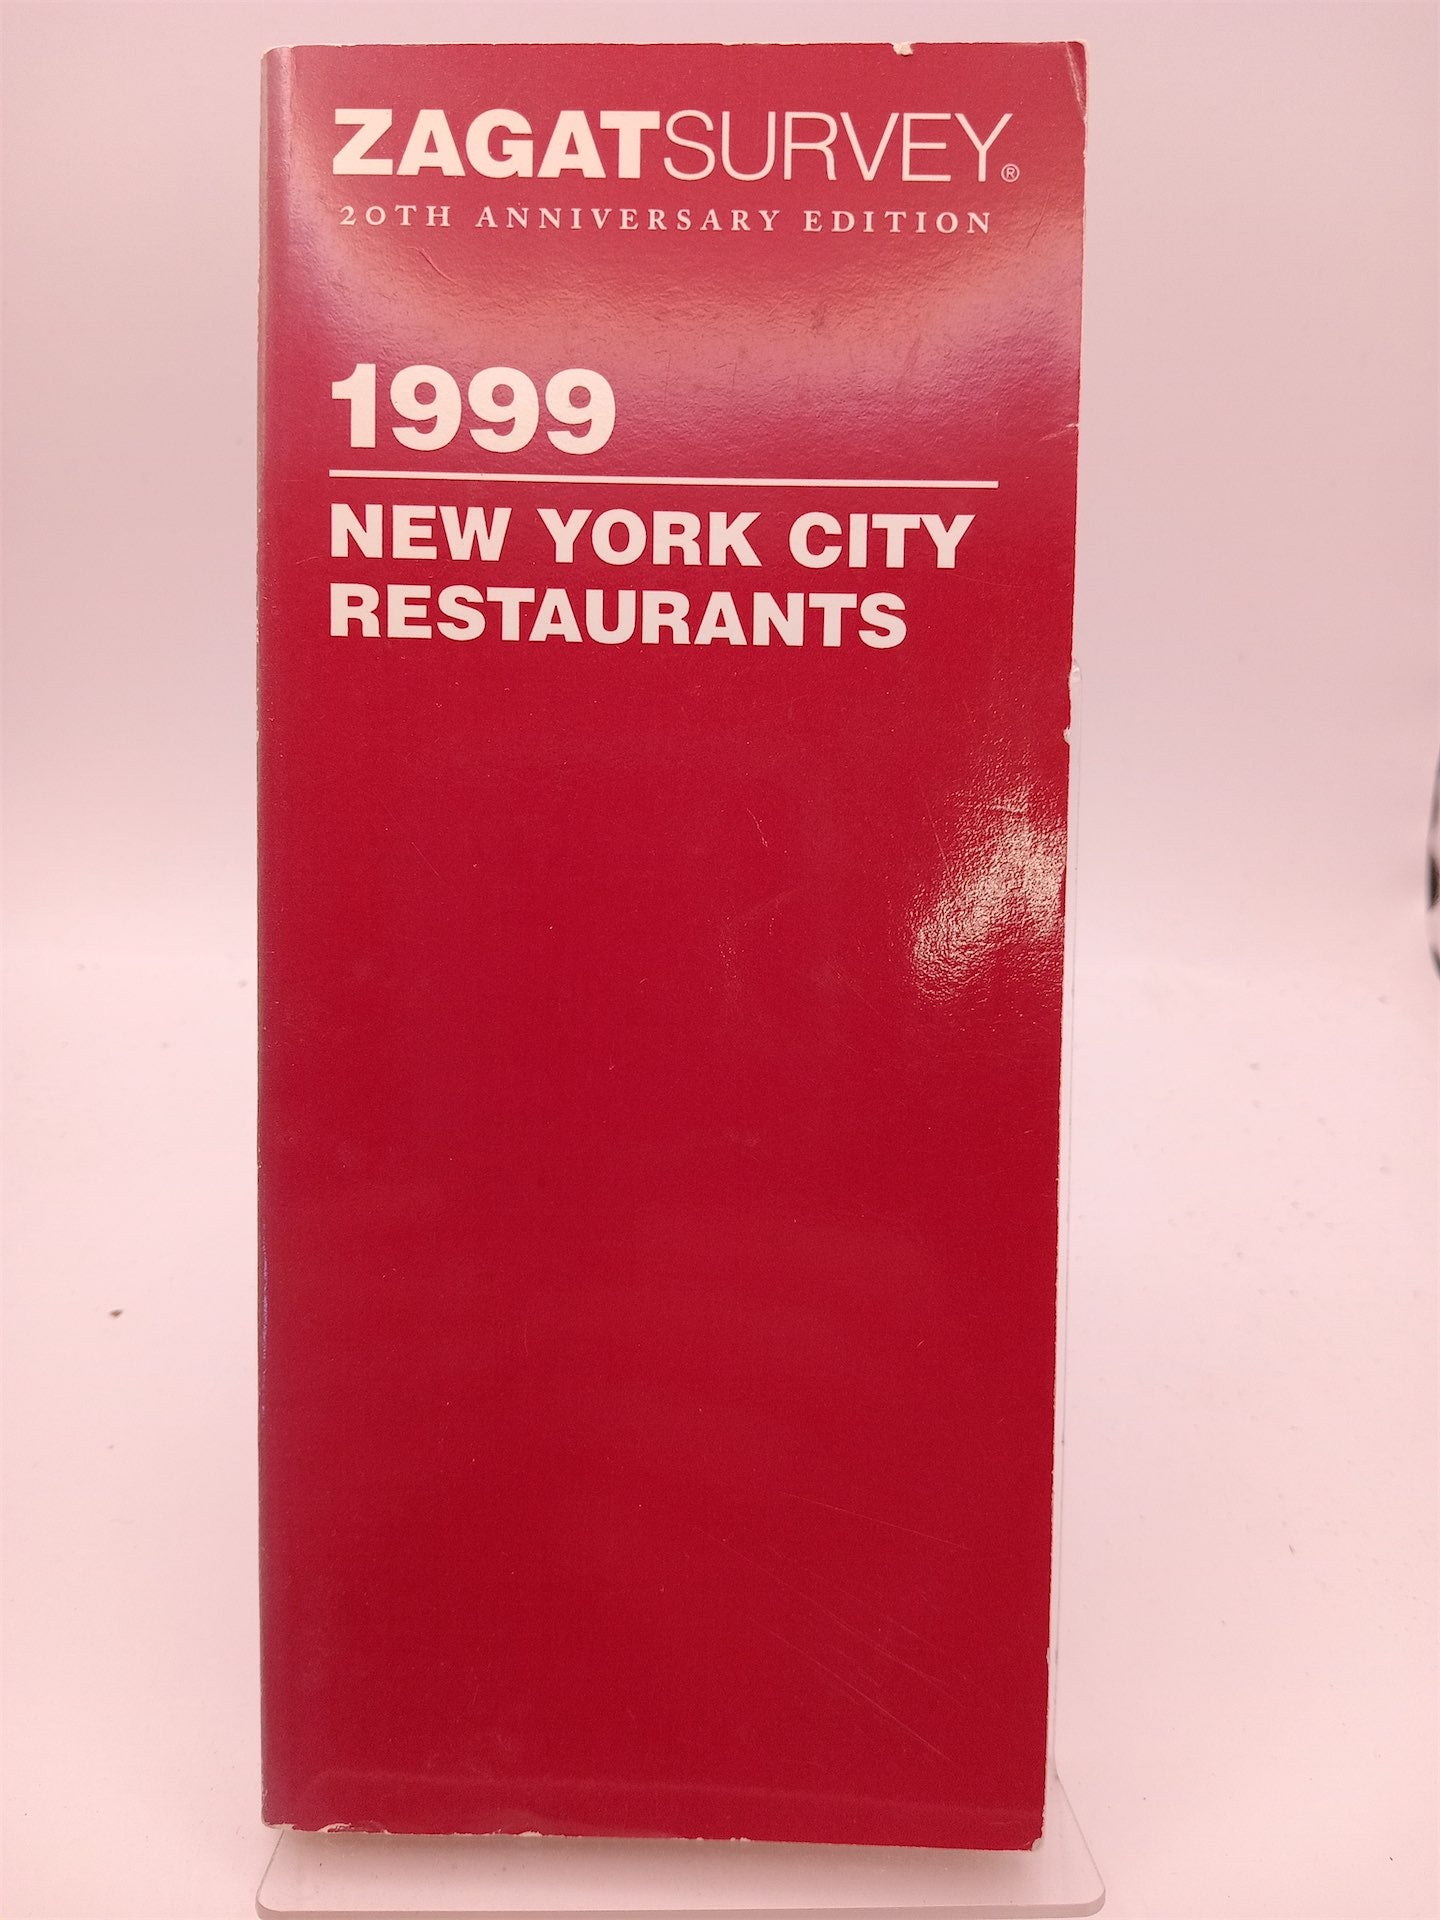 ZAGATSURVEY®
20TH ANNIVERSARY EDITION
1999
NEW YORK CITY
RESTAURANTS